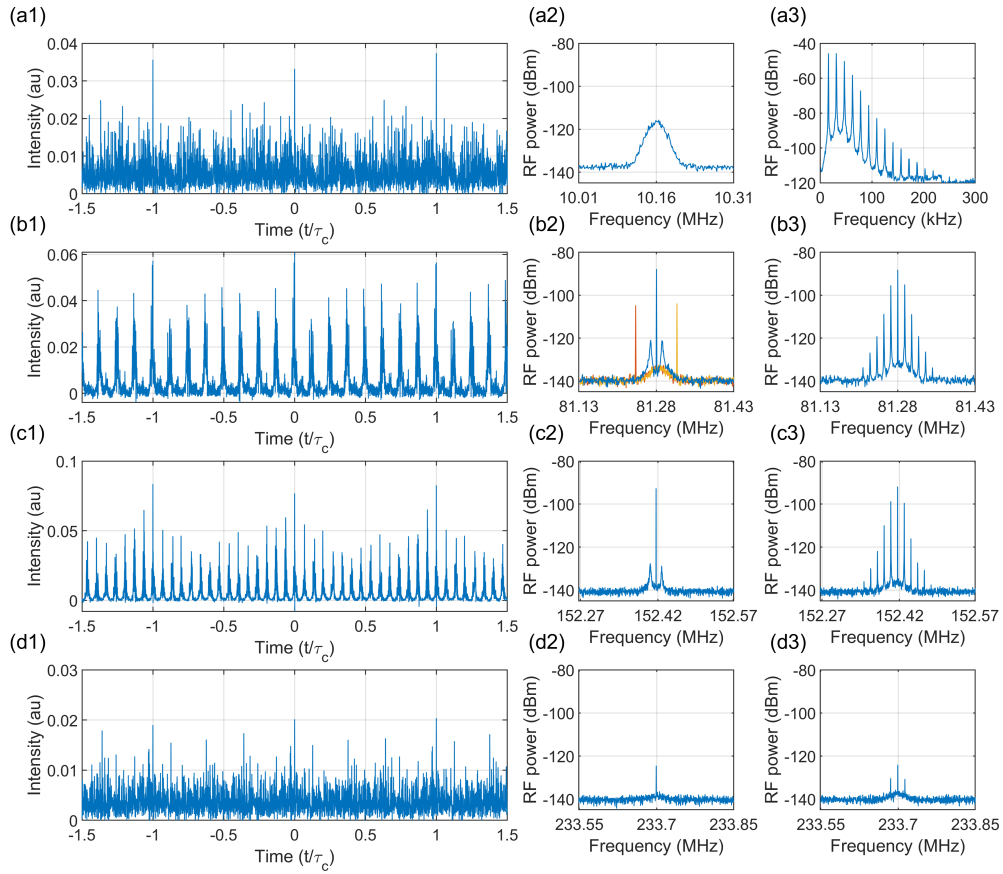 (a1) (a2) (a3)
Intensity (au)
0.04
0.03
0.02
0.01
0
-1.5 -1 -0.5 0 0.5 1 1.5
Time (t/τc)
RF power (dBm)
-80
-100
-120
-140
10.01 10.16 10.31
Frequency (MHz)
RF power (dBm)
-40
-60
-80
-100
-120
0 100 200 300
Frequency (kHz)
(b1) (b2) (b3)
Intensity (au)
0.06
0.04
0.02
0
-1.5 -1 -0.5 0 0.5 1 1.5
Time (t/τc)
RF power (dBm)
-80
-100
-120
-140
81.13 81.28 81.43
Frequency (MHz)
RF power (dBm)
-80
-100
-120
-140
81.13 81.28 81.43
Frequency (MHz)
(c1) (c2) (c3)
Intensity (au)
0.1
0.05
0
-1.5 -1 -0.5 0 0.5 1 1.5
Time (t/τc)
RF power (dBm)
-80
-100
-120
-140
152.27 152.42 152.57
Frequency (MHz)
RF power (dBm)
-80
-100
-120
-140
152.27 152.42 152.57
Frequency (MHz)
(d1) (d2) (d3)
Intensity (au)
0.03
0.02
0.01
0
-1.5 -1 -0.5 0 0.5 1 1.5
Time (t/τc)
RF power (dBm)
-80
-100
-120
-140
233.55 233.7 233.85
Frequency (MHz)
RF power (dBm)
-80
-100
-120
-140
233.55 233.7 233.85
Frequency (MHz)